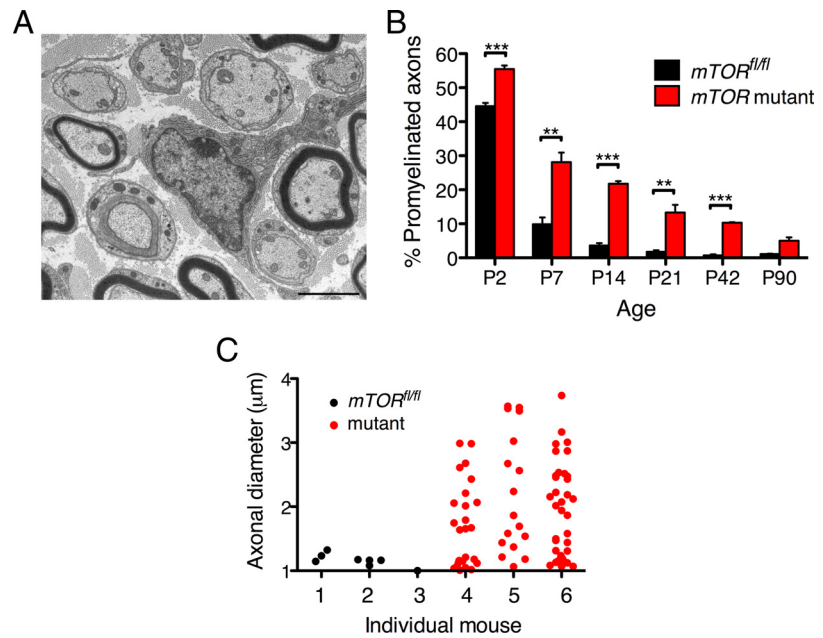 A
B
% Promyelinated axons
60
50
40
30
20
10
0
***
**
***
**
***
mTORfl/fl
mTOR mutant
P2 P7 P14 P21 P42 P90
Age
C
Axonal diameter (μm)
4
3
2
1
mTORfl/fl
mutant
1 2 3 4 5 6
Individual mouse